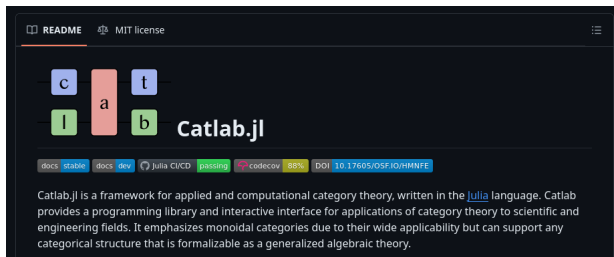 README MIT license
c t
a
l b Catlab.jl
docs stable docs dev Julia CI/CD passing codecov 88% DOI 10.17605/OSF.IO/HMNFE
Catlab.jl is a framework for applied and computational category theory, written in the Julia language. Catlab
provides a programming library and interactive interface for applications of category theory to scientific and
engineering fields. It emphasizes monoidal categories due to their wide applicability but can support any
categorical structure that is formalizable as a generalized algebraic theory.